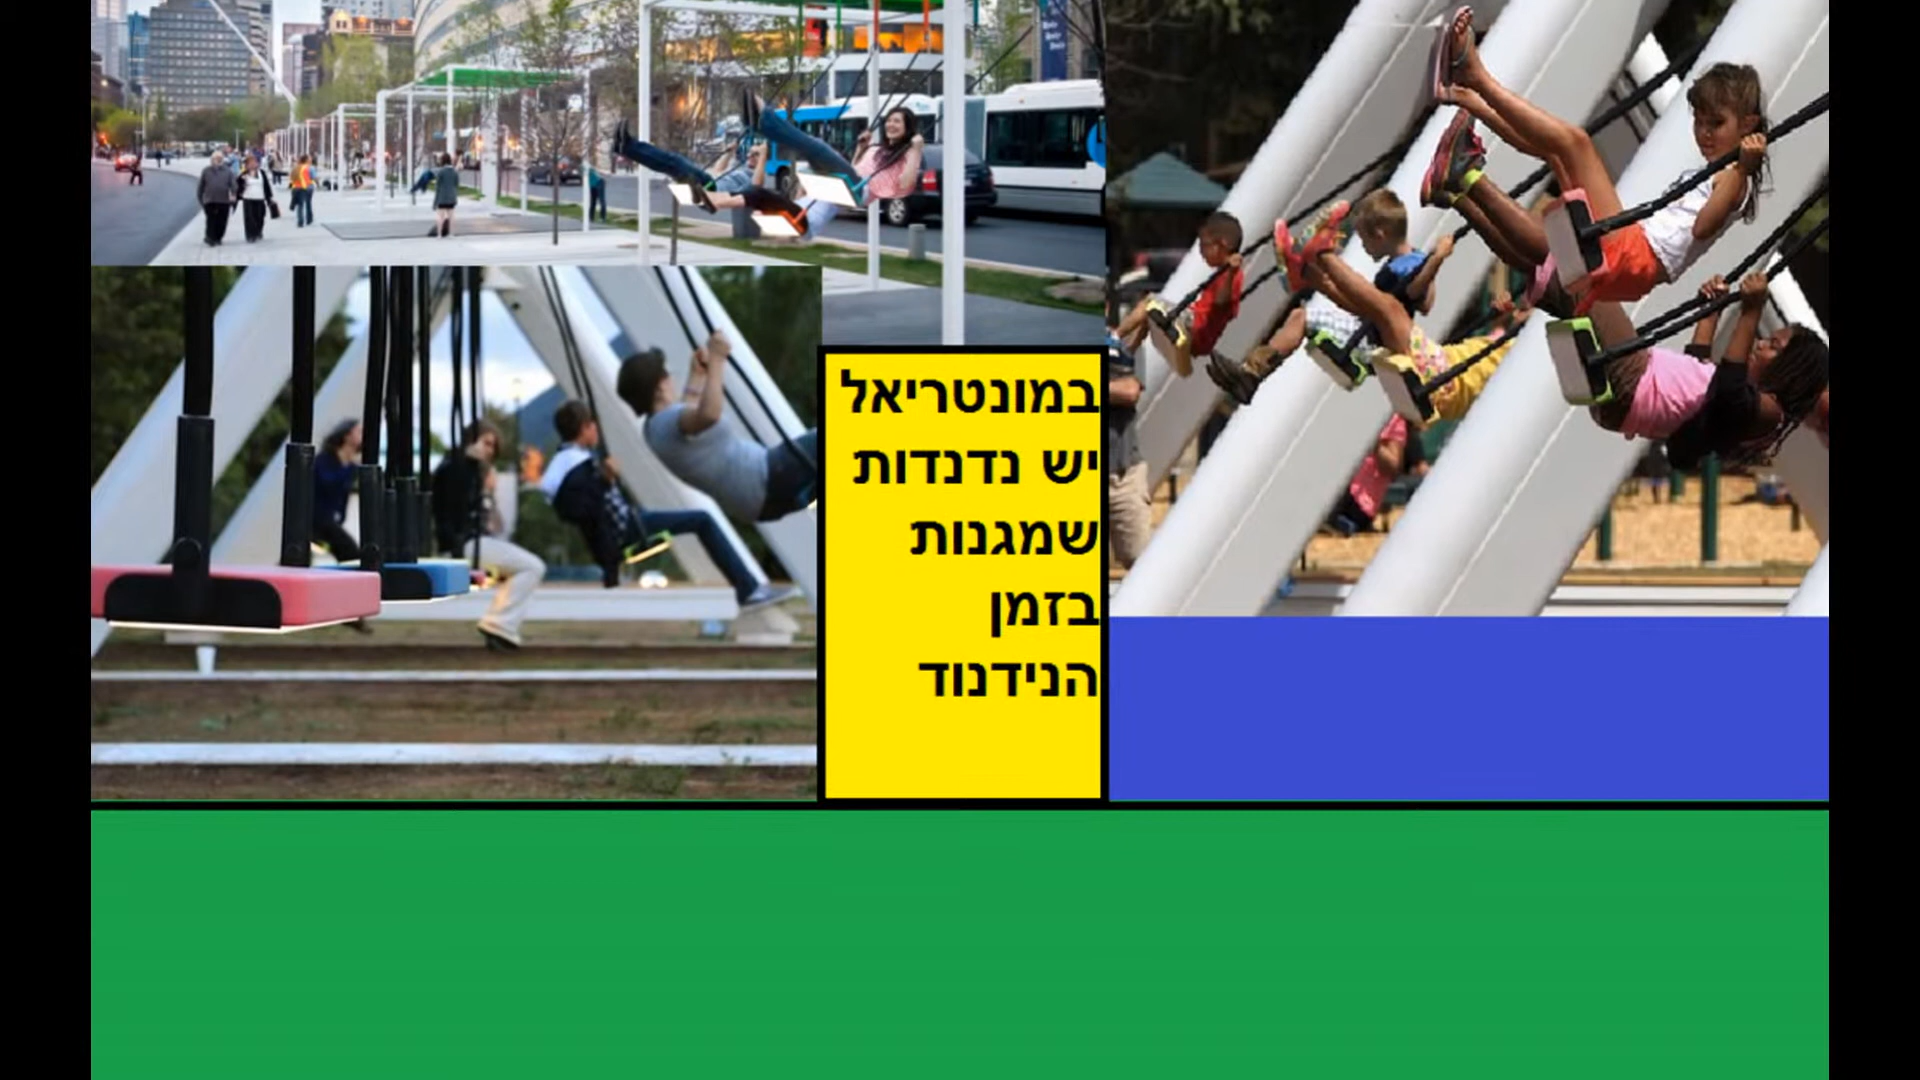 במונטריאל
יש נדנדות
שמגנות
בזמן
הנידנוד